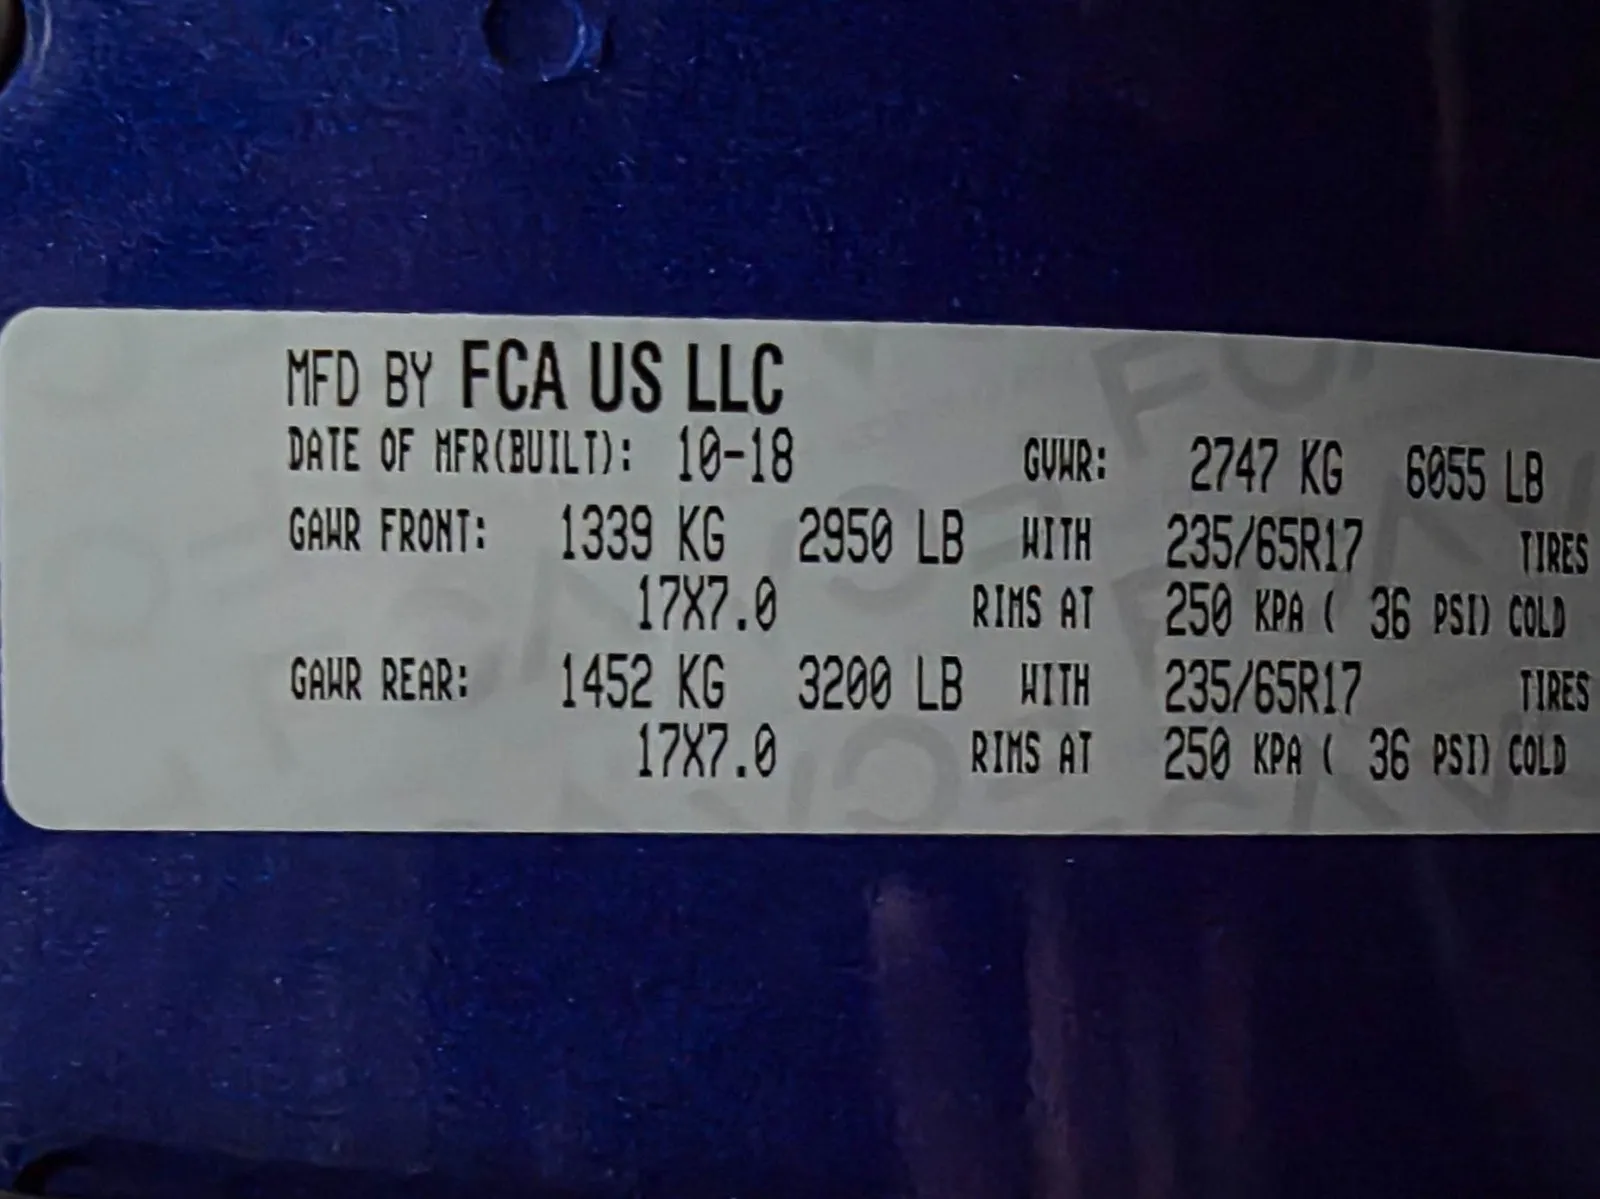 MFD BY FCA US LLC
DATE OF MFR(BUILT): 10-18 GVWR: 2747 KG 6055 LB
GAWR FRONT: 1339 KG 2950 LB WITH 235/65R17 TIRES
17X7.0 RIMS AT 250 KPA ( 36 PSI) COLD
GAWR REAR: 1452 KG 3200 LB WITH 235/65R17 TIRES
17X7.0 RIMS AT 250 KPA ( 36 PSI) COLD